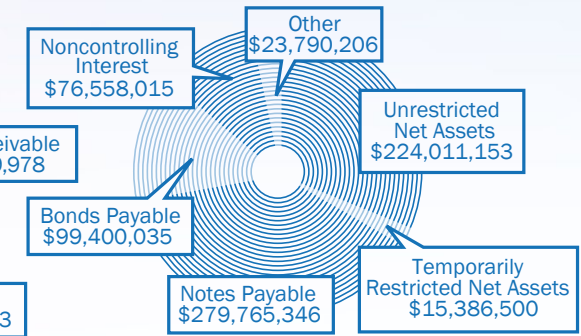 Other
$23,790,206
Noncontrolling
Interest
$76,558,015
Unrestricted
Net Assets
$224,011,153
Bonds Payable
$99,400,035
Temporarily
Restricted Net Assets
$15,386,500
Notes Payable
$279,765,346